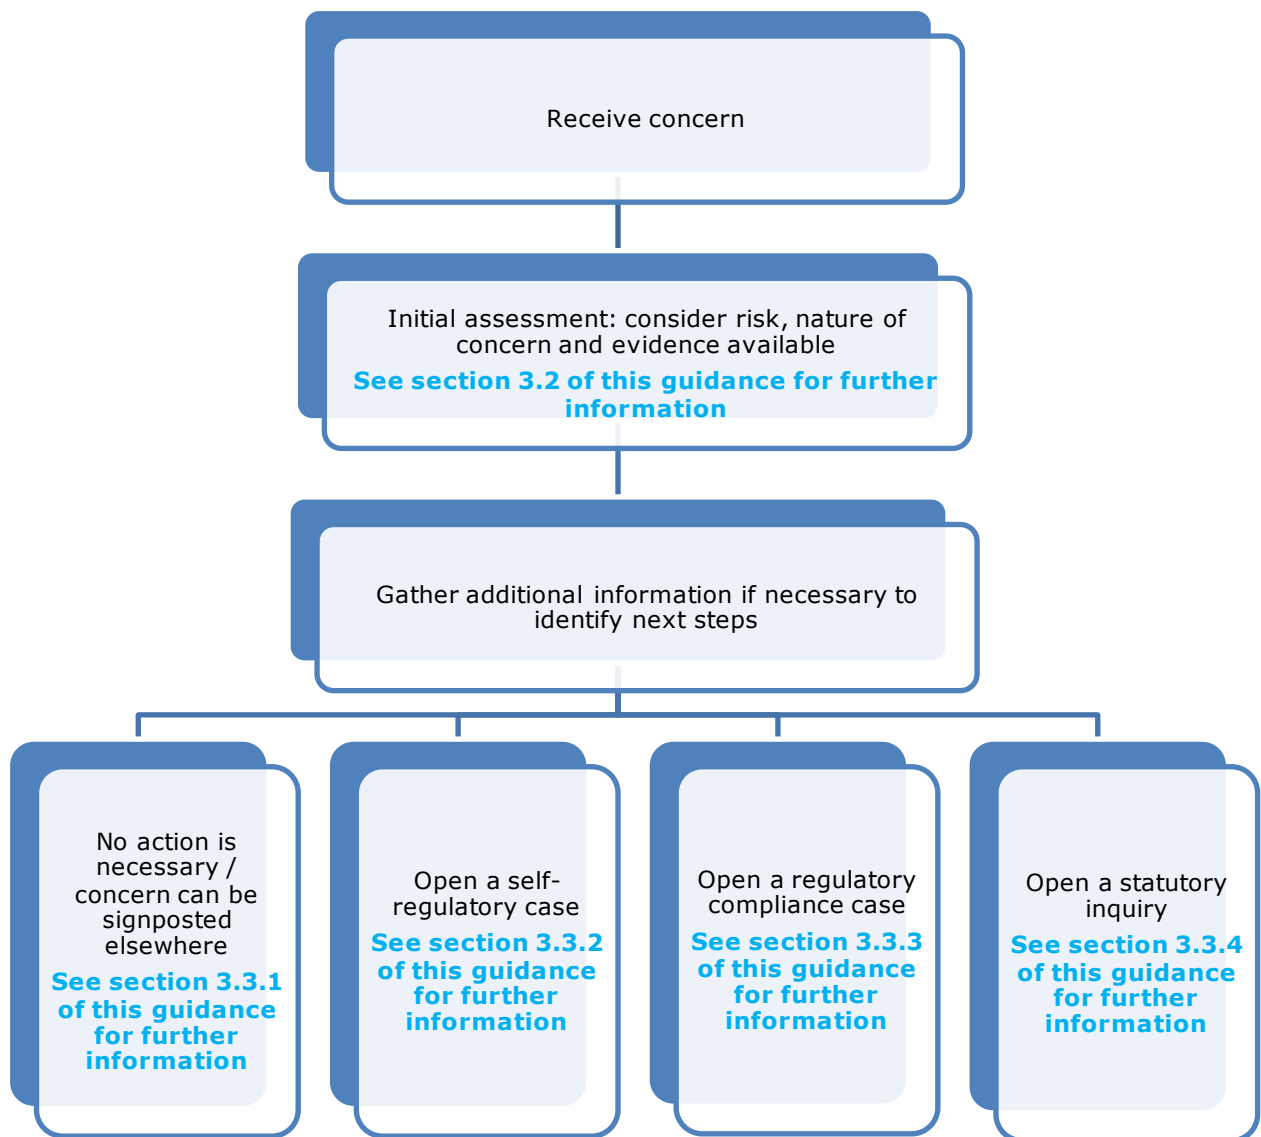 Receive concern
Initial assessment: consider risk, nature of
concern and evidence available
See section 3.2 of this guidance for further
information
Gather additional information if necessary to
identify next steps
No action is
necessary /
concern can be
signposted
elsewhere
See section 3.3.1
of this guidance
for further
information
Open a self-
regulatory case
See section 3.3.2
of this guidance
for further
information
Open a regulatory
compliance case
See section 3.3.3
of this guidance
for further
information
Open a statutory
inquiry
See section 3.3.4
of this guidance
for further
information